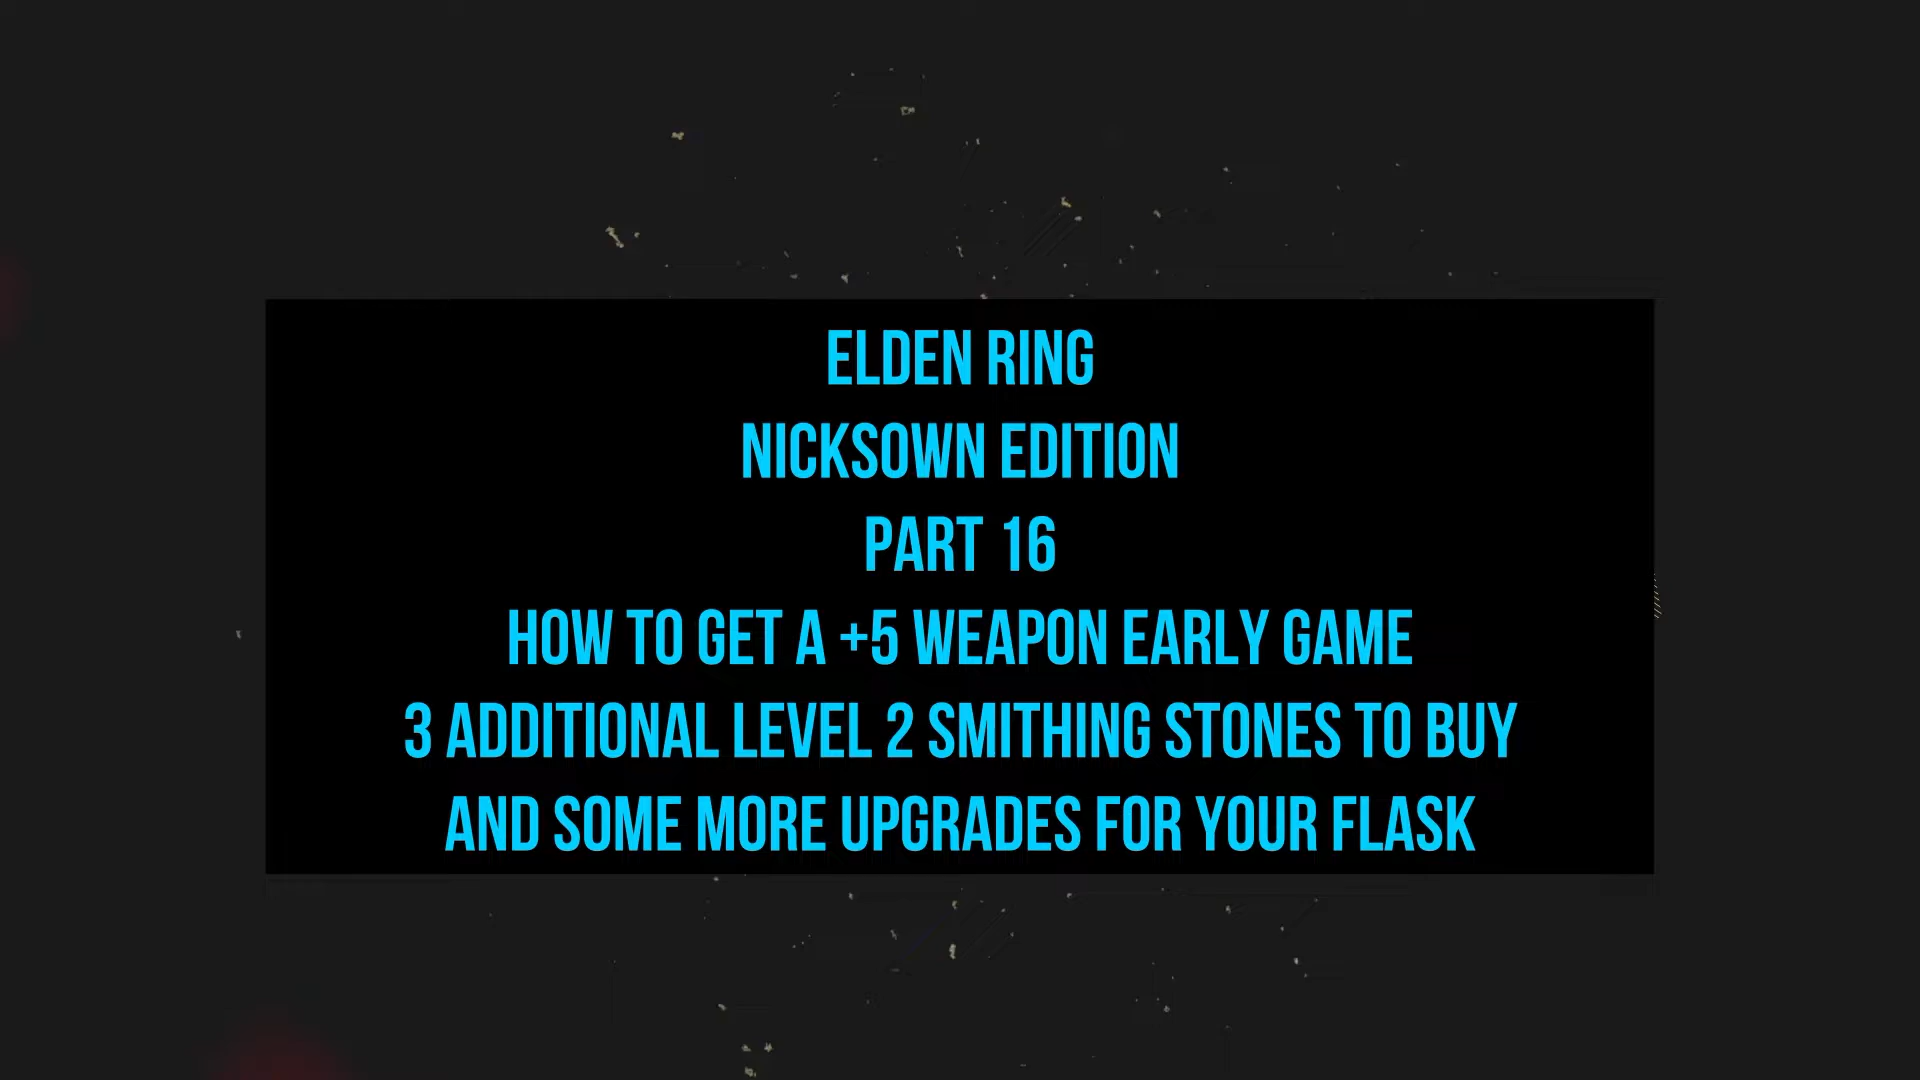 ELDEN RING
NICKSOWN EDITION
PART 16
HOW TO GET A +5 WEAPON EARLY GAME
3 ADDITIONAL LEVEL 2 SMITHING STONES TO BUY
AND SOME MORE UPGRADES FOR YOUR FLASK